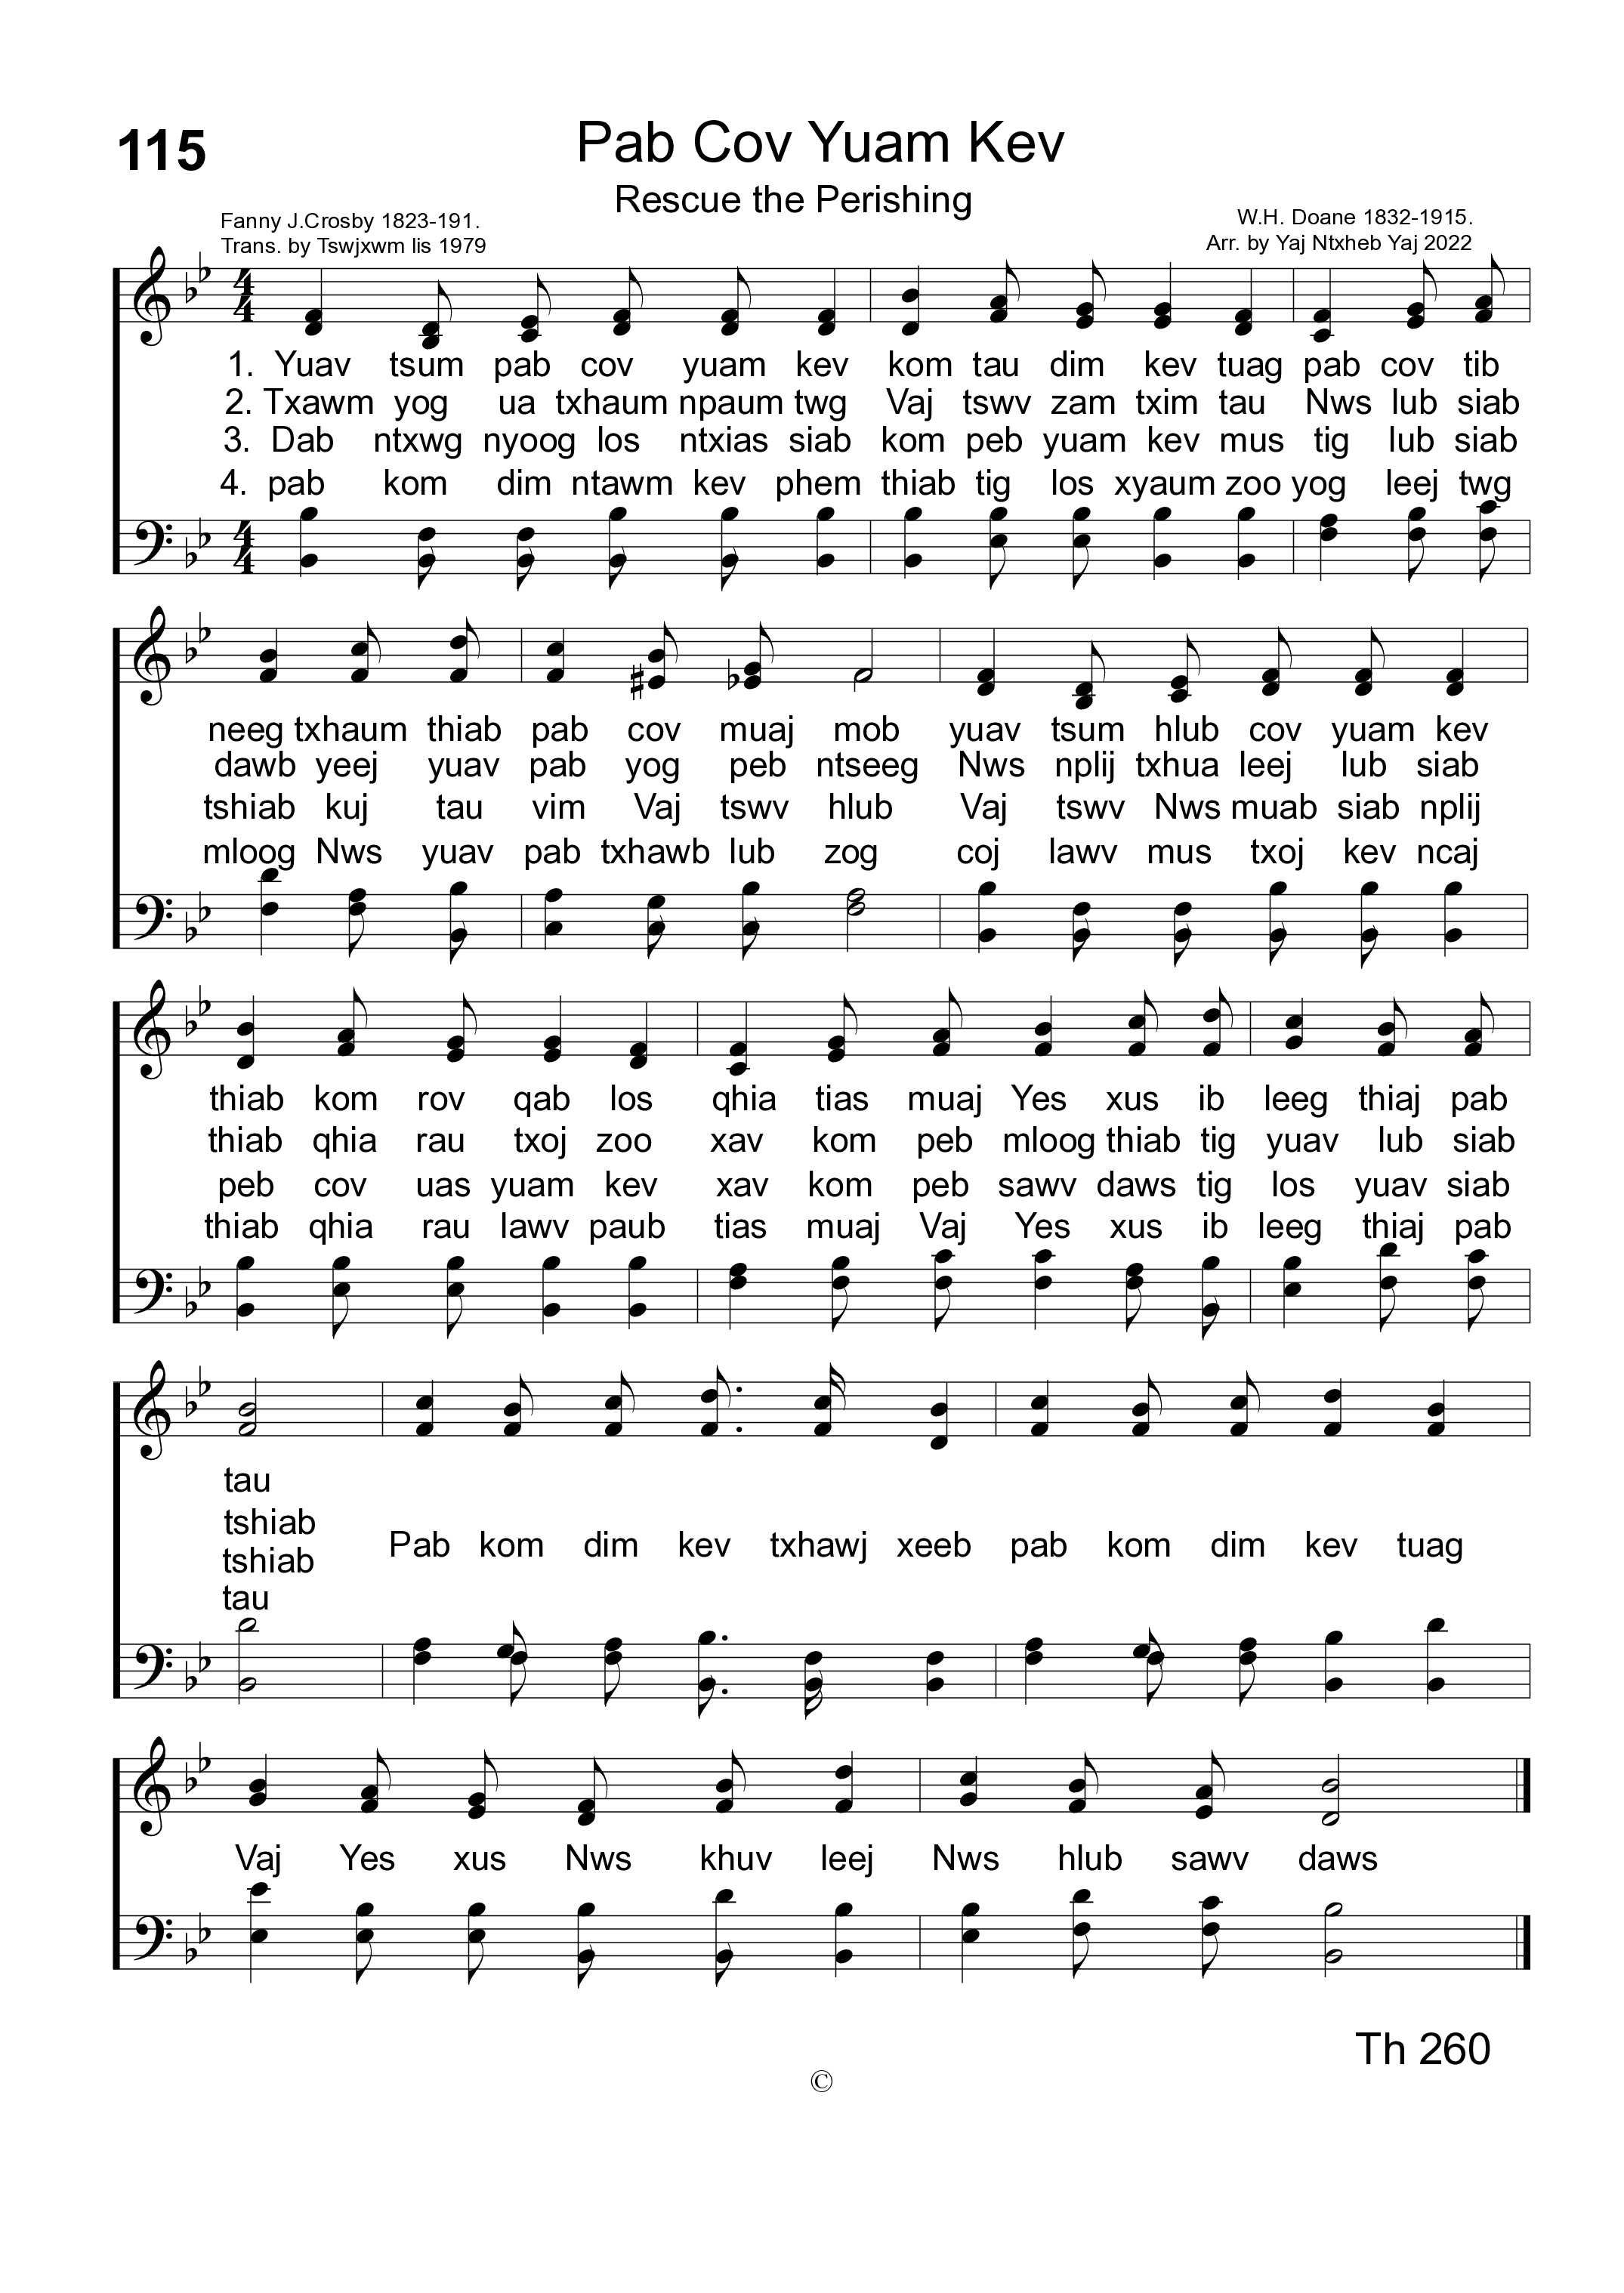 115
Pab Cov Yuam Kev
Rescue the Perishing
Fanny J.Crosby 1823-191.
Trans. by Tswjxwm lis 1979
W.H. Doane 1832-1915.
Arr. by Yaj Ntxheb Yaj 2022
1. Yuav tsum pab cov yuam kev kom tau dim kev tuag pab cov tib
2. Txawm yog ua txhaum npaum twg Vaj tswv zam txim tau Nws lub siab
3. Dab ntxwg nyoog los ntxias siab kom peb yuam kev mus tig lub siab
4. pab kom dim ntawm kev phem thiab tig los xyaum zoo yog leej twg
neeg txhaum thiab pab cov muaj mob yuav tsum hlub cov yuam kev
dawb yeej yuav pab yog peb ntseeg Nws nplij txhua leej lub siab
tshiab kuj tau vim Vaj tswv hlub Vaj tswv Nws muab siab nplij
mloog Nws yuav pab txhawb lub zog coj lawv mus txoj kev ncaj
thiab kom rov qab los qhia tias muaj Yes xus ib leeg thiaj pab
thiab qhia rau txoj zoo xav kom peb mloog thiab tig yuav lub siab
peb cov uas yuam kev xav kom peb sawv daws tig los yuav siab
thiab qhia rau lawv paub tias muaj Vaj Yes xus ib leeg thiaj pab
tau
tshiab
tshiab
tau
Pab kom dim kev txhawj xeeb pab kom dim kev tuag
Vaj Yes xus Nws khuv leej Nws hlub sawv daws
Th 260
©